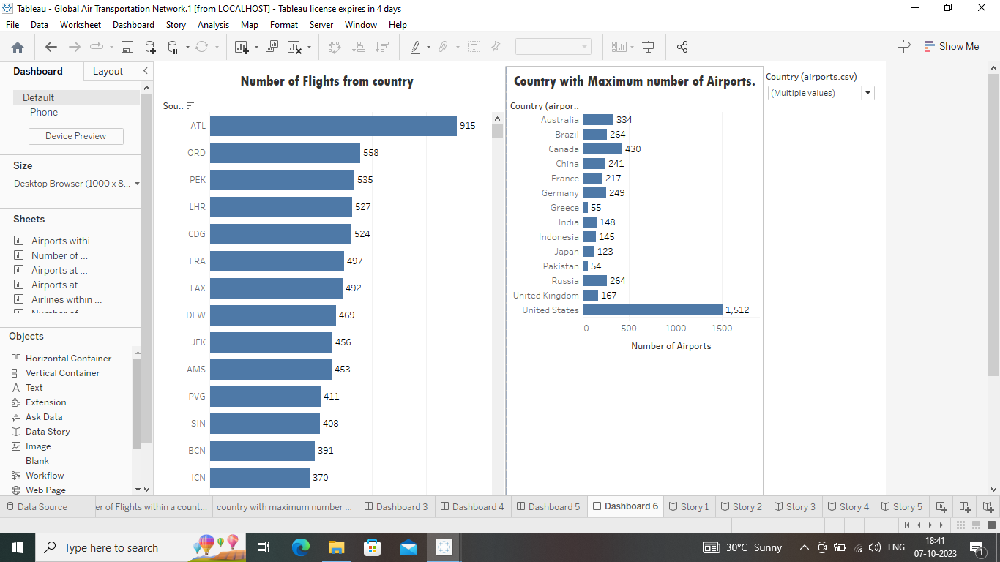 Tableau - Global Air Transportation Network.1 [from LOCALHOST] - Tableau license expires in 4 days
File Data Worksheet Dashboard Story Analysis Map Format Server Window Help
Show Me
Dashboard Layout
Default
Phone
Device Preview
Size
Desktop Browser (1000 x 8...
Sheets
Airports withi...
Number of ...
Airports at ...
Airports at ...
Airlines within ...
Number of
Objects
Horizontal Container
Vertical Container
Text
Extension
Ask Data
Data Story
Image
Blank
Workflow
Web Page
Number of Flights from country
Sou..
ATL 915
ORD 558
PEK 535
LHR 527
CDG 524
FRA 497
LAX 492
DFW 469
JFK 456
AMS 453
PVG 411
SIN 408
BCN 391
ICN 370
Country with Maximum number of Airports.
Country (airpor..
Australia 334
Brazil 264
Canada 430
China 241
France 217
Germany 249
Greece 55
India 148
Indonesia 145
Japan 123
Pakistan 54
Russia 264
United Kingdom 167
United States 1,512
0 500 1000 1500
Number of Airports
Country (airports.csv)
(Multiple values)
Data Source er of Flights within a count... country with maximum number ... Dashboard 3 Dashboard 4 Dashboard 5 Dashboard 6 Story 1 Story 2 Story 3 Story 4 Story 5
Type here to search
30°C Sunny
ENG
18:41
07-10-2023
1